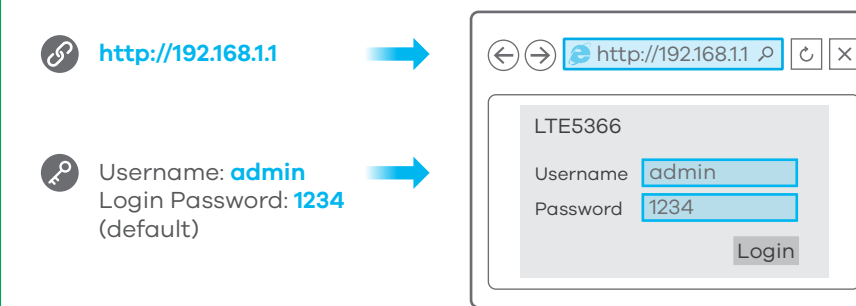 http://192.168.1.1
Username: admin
Login Password: 1234
(default)
http://192.168.1.1
LTE5366
Username admin
Password 1234
Login